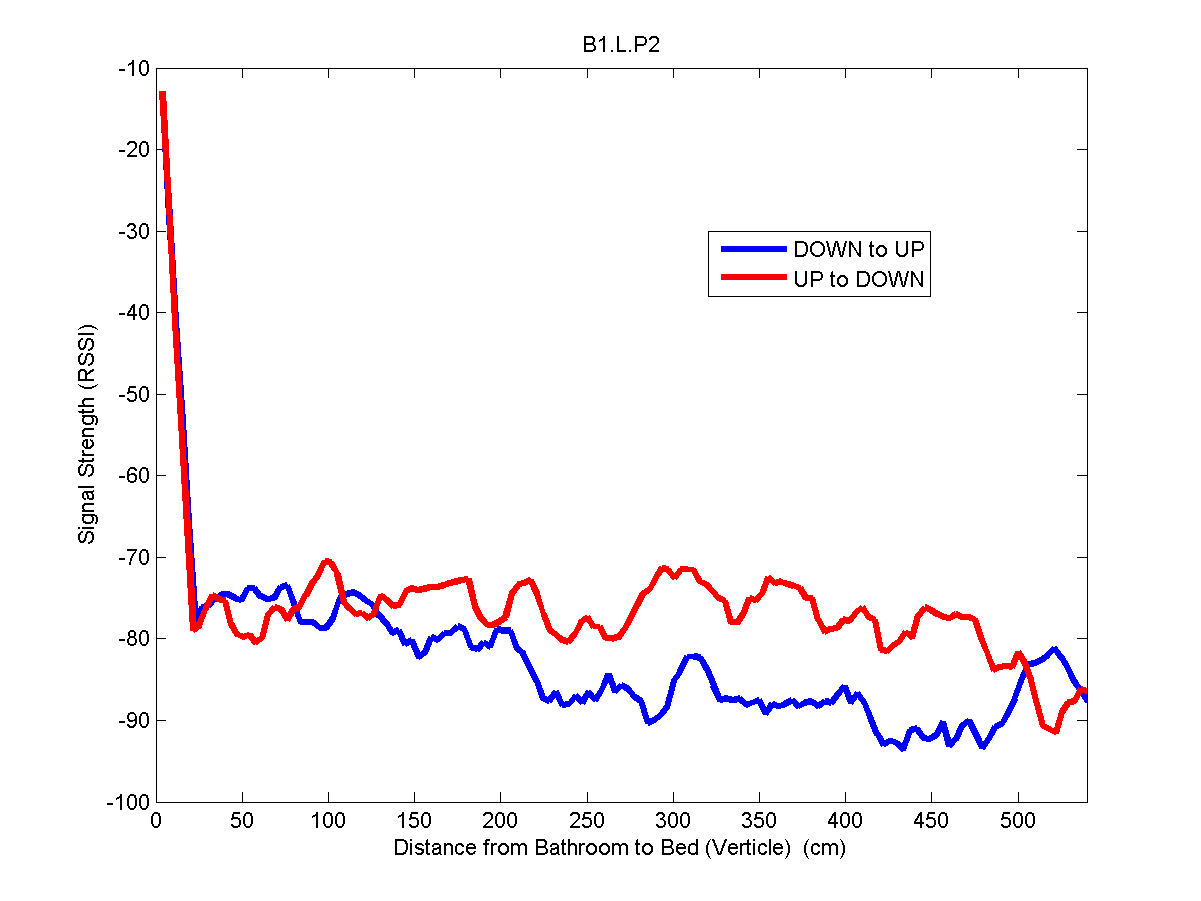 B1.L.P2
-10
-20
-30
-40
-50
-60
-70
-80
-90
-100
Signal Strength (RSSI)
DOWN to UP
UP to DOWN
0 50 100 150 200 250 300 350 400 450 500
Distance from Bathroom to Bed (Verticle) (cm)